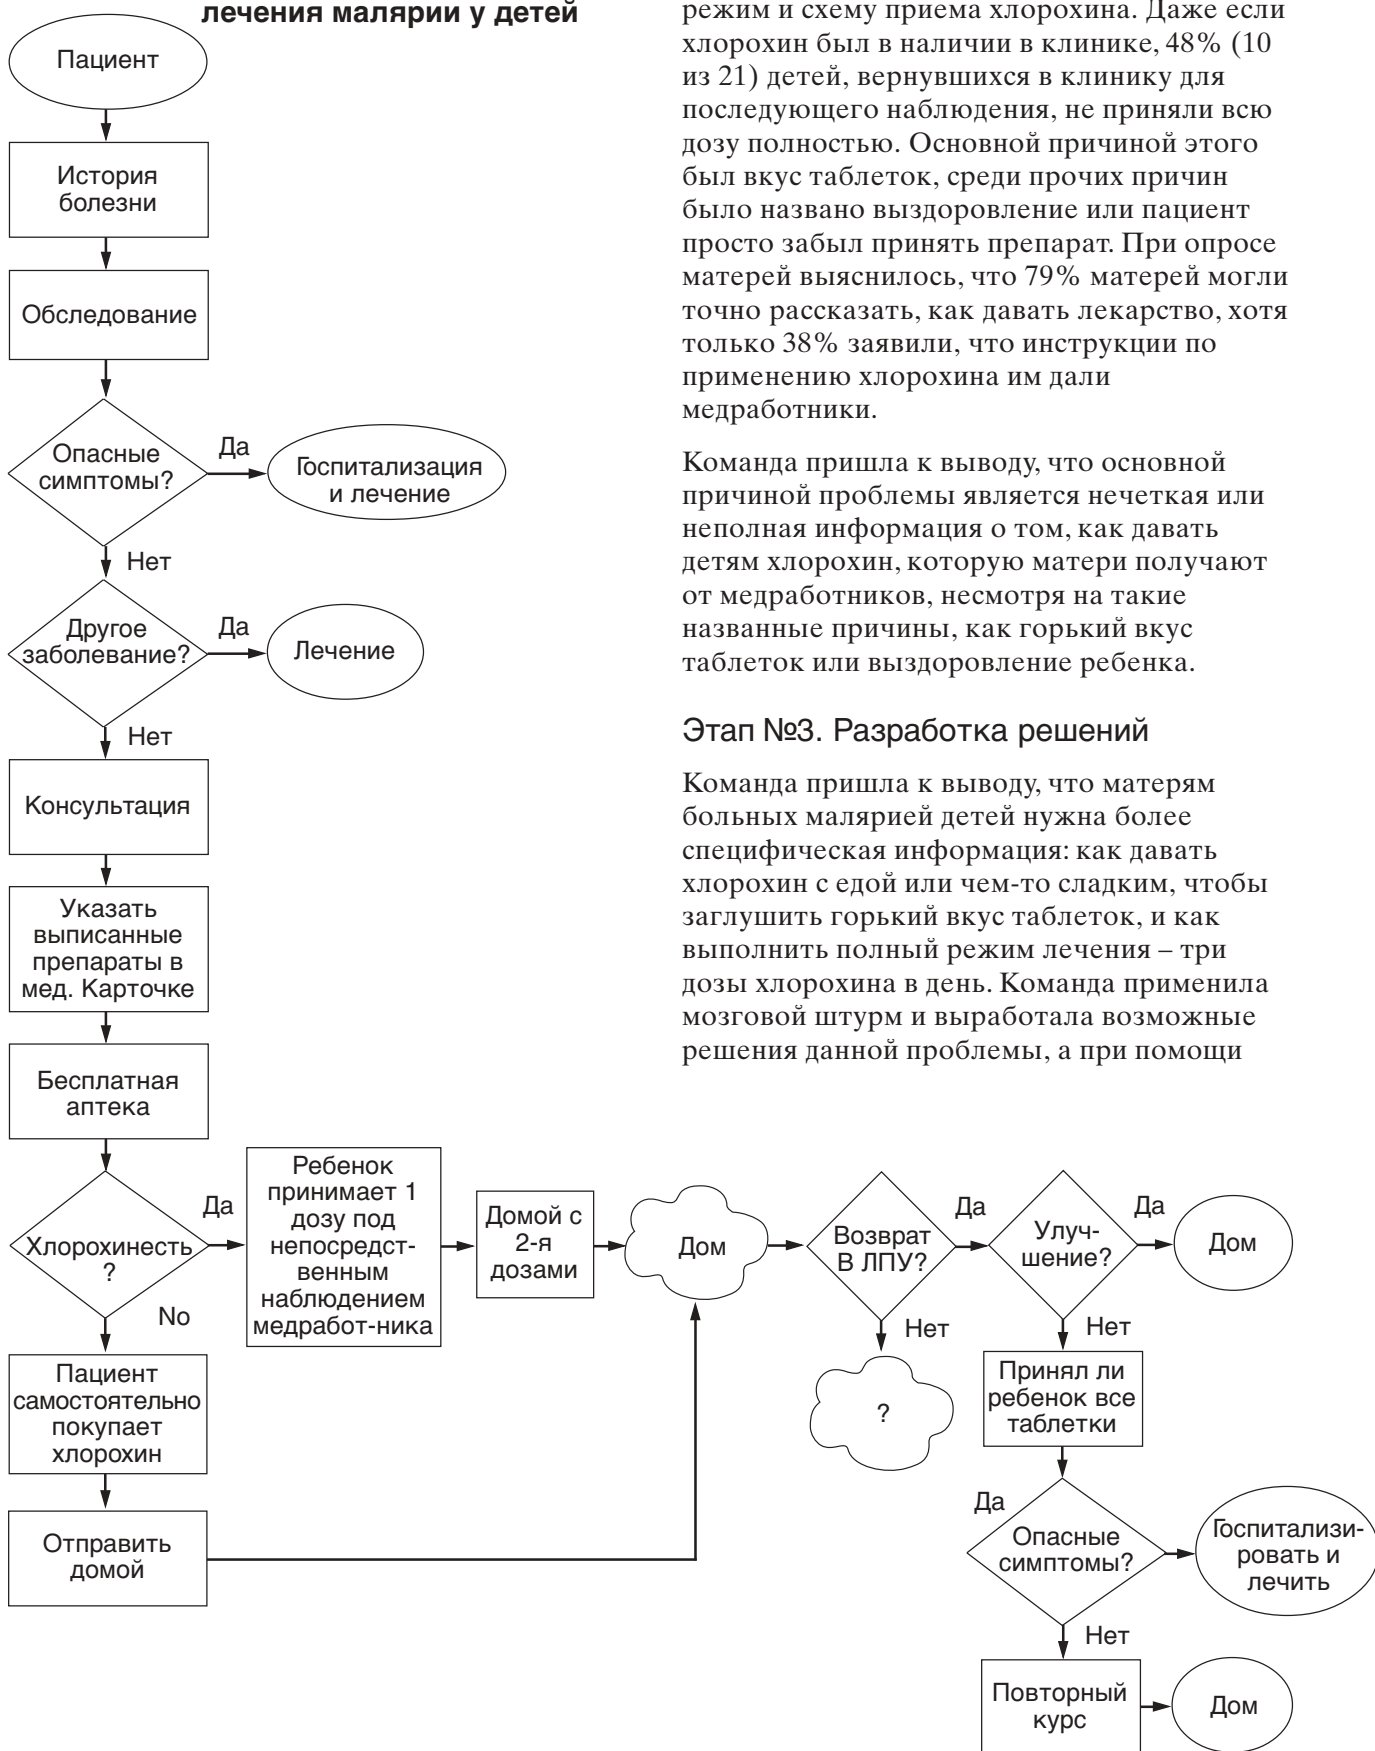 лечения малярии у детей
Пациент
История
болезни
Обследование
Опасные
симптомы?
Да
Госпитализация
и лечение
Нет
Другое
заболевание?
Да
Лечение
Нет
Консультация
Указать
выписанные
препараты в
мед. Карточке
Бесплатная
аптека
Хлорохинесть
?
Да
No
Пациент
самостоятельно
покупает
хлорохин
Отправить
домой
Ребенок
принимает 1
дозу под
непосредст-
венным
наблюдением
медработ-ника
Домой с
2-я
дозами
Дом
Возврат
В ЛПУ?
Да
Нет
?
Улуч-
шение?
Да
Дом
Нет
Принял ли
ребенок все
таблетки
Да
Опасные
симптомы?
Госпитализи-
ровать и
лечить
Нет
Повторный
курс
Дом
режим и схему приема хлорохина. Даже если
хлорохин был в наличии в клинике, 48% (10
из 21) детей, вернувшихся в клинику для
последующего наблюдения, не приняли всю
дозу полностью. Основной причиной этого
был вкус таблеток, среди прочих причин
было названо выздоровление или пациент
просто забыл принять препарат. При опросе
матерей выяснилось, что 79% матерей могли
точно рассказать, как давать лекарство, хотя
только 38% заявили, что инструкции по
применению хлорохина им дали
медработники.
Команда пришла к выводу, что основной
причиной проблемы является нечеткая или
неполная информация о том, как давать
детям хлорохин, которую матери получают
от медработников, несмотря на такие
названные причины, как горький вкус
таблеток или выздоровление ребенка.
Этап №3. Разработка решений
Команда пришла к выводу, что матерям
больных малярией детей нужна более
специфическая информация: как давать
хлорохин с едой или чем-то сладким, чтобы
заглушить горький вкус таблеток, и как
выполнить полный режим лечения – три
дозы хлорохина в день. Команда применила
мозговой штурм и выработала возможные
решения данной проблемы, а при помощи